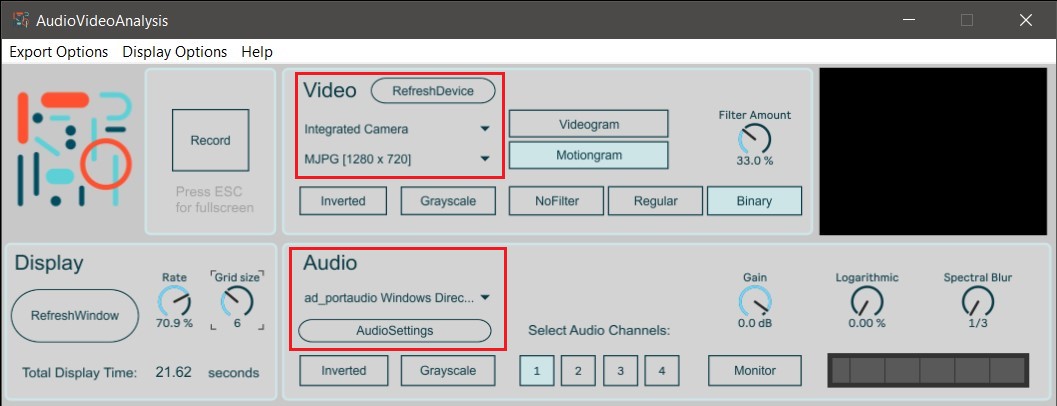 AudioVideoAnalysis
Export Options Display Options Help
Record
Press ESC
for fullscreen
Video RefreshDevice
Integrated Camera
MJPG [1280 x 720]
Inverted Grayscale
Videogram
Motiongram
NoFilter Regular Binary
Filter Amount
33.0 %
Display
RefreshWindow
Rate
70.9 %
Grid size
6
Total Display Time: 21.62 seconds
Audio
ad_portaudio Windows Direc...
AudioSettings
Inverted Grayscale
Select Audio Channels:
1 2 3 4 Monitor
Gain
0.0 dB
Logarithmic
0.00 %
Spectral Blur
1/3